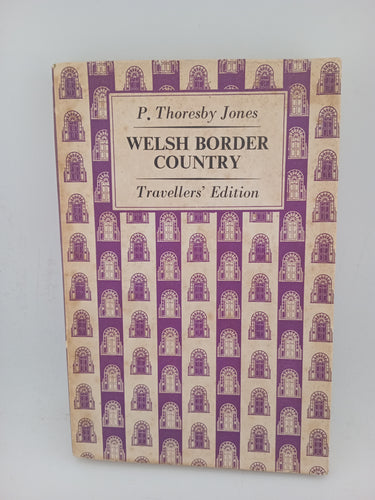 P. Thoresby Jones
WELSH BORDER
COUNTRY
Travellers' Edition